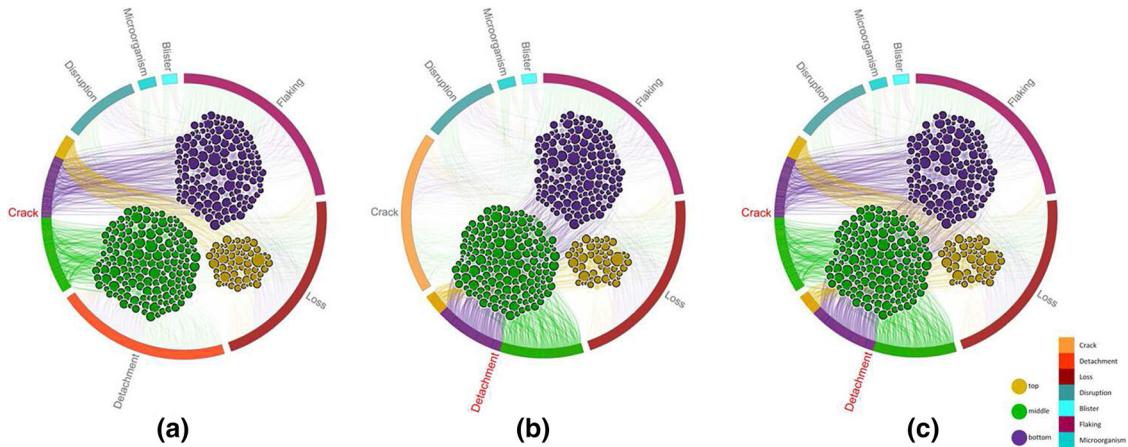 Microorganism
Blister
Disruption
Flaking
Crack
Loss
Detachment
(a)
Microorganism
Blister
Disruption
Flaking
Crack
Loss
Detachment
(b)
Microorganism
Blister
Disruption
Flaking
Crack
Loss
Detachment
(c)
top
middle
bottom
Crack
Detachment
Loss
Disruption
Blister
Flaking
Microorganism